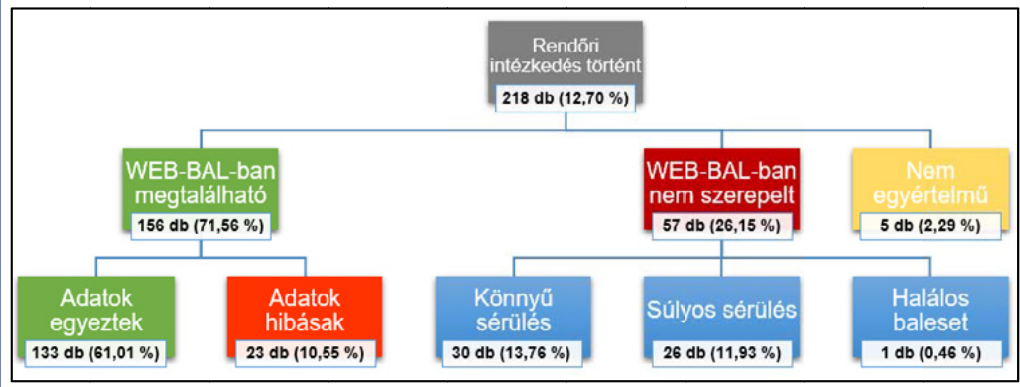 Rendőri
intézkedés történt
218 db (12,70 %)
WEB-BAL-ban
megtalálható
156 db (71,56 %)
WEB-BAL-ban
nem szerepelt
57 db (26,15 %)
Nem
egyértelmű
5 db (2,29 %)
Adatok
egyeztek
133 db (61,01 %)
Adatok
hibásak
23 db (10,55 %)
Könnyű
sérülés
30 db (13,76 %)
Súlyos sérülés
26 db (11,93 %)
Halálos
baleset
1 db (0,46 %)